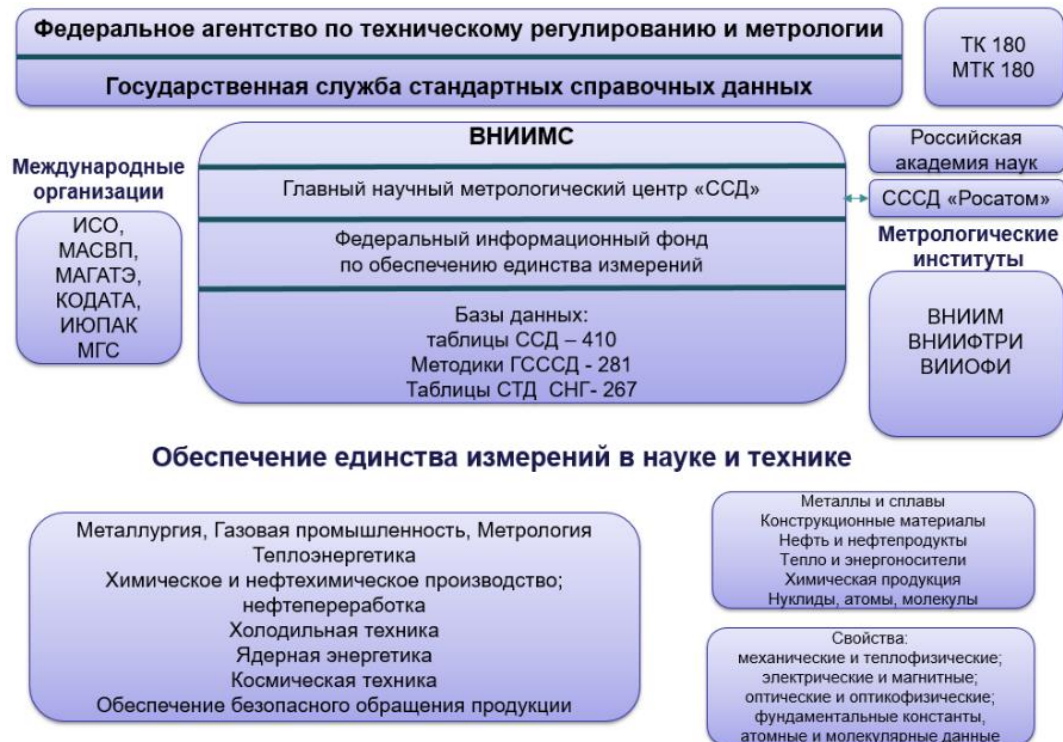 Федеральное агентство по техническому регулированию и метрологии
Государственная служба стандартных справочных данных
ТК 180
МТК 180
Международные
организации
ИСО,
МАСВП,
МАГАТЭ,
КОДАТА,
ИЮПАК
МГС
ВНИИМС
Главный научный метрологический центр «ССД»
Федеральный информационный фонд
по обеспечению единства измерений
Базы данных:
таблицы ССД – 410
Методики ГСССД - 281
Таблицы СТД СНГ- 267
Российская
академия наук
СССД «Росатом»
Метрологические
институты
ВНИИМ
ВНИИФТРИ
ВИИОФИ
Обеспечение единства измерений в науке и технике
Металлургия, Газовая промышленность, Метрология
Теплоэнергетика
Химическое и нефтехимическое производство;
нефтепереработка
Холодильная техника
Ядерная энергетика
Космическая техника
Обеспечение безопасного обращения продукции
Металлы и сплавы
Конструкционные материалы
Нефть и нефтепродукты
Тепло и энергоносители
Химическая продукция
Нуклиды, атомы, молекулы
Свойства:
механические и теплофизические;
электрические и магнитные;
оптические и оптикофизические;
фундаментальные константы,
атомные и молекулярные данные